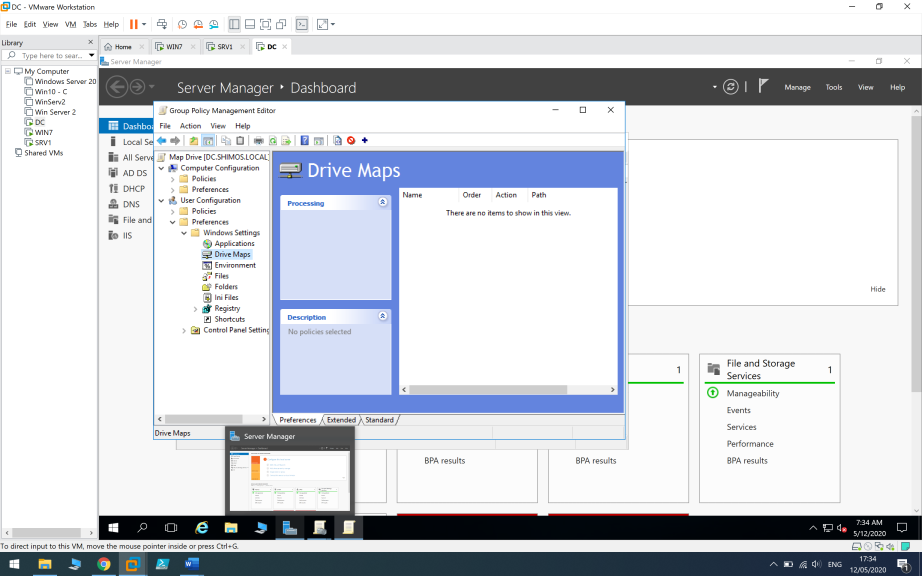 DC - VMware Workstation
File Edit View VM Tabs Help
Library
Home WIN7 SRV1 DC
Type here to sear...
My Computer
Windows Server 20
Win10 - C
WinServ2
Win Server 2
DC
WIN7
SRV1
Shared VMs
Server Manager
Server Manager • Dashboard
Manage Tools View Help
Dashboa
Local Se
All Serve
AD DS
DHCP
DNS
File and
IIS
Group Policy Management Editor
File Action View Help
Map Drive [DC.SHIMOS.LOCAL]
Computer Configuration
Policies
Preferences
User Configuration
Policies
Preferences
Windows Settings
Applications
Drive Maps
Environment
Files
Folders
Ini Files
Registry
Shortcuts
Control Panel Setting
Drive Maps
Processing
Description
No policies selected
Name Order Action Path
There are no items to show in this view.
Preferences Extended Standard
Drive Maps
Hide
1
File and Storage Services 1
Manageability
Events
Services
Performance
BPA results
BPA results
BPA results
Server Manager
7:34 AM
5/12/2020
To direct input to this VM, move the mouse pointer inside or press Ctrl+G.
ENG
17:34
12/05/2020